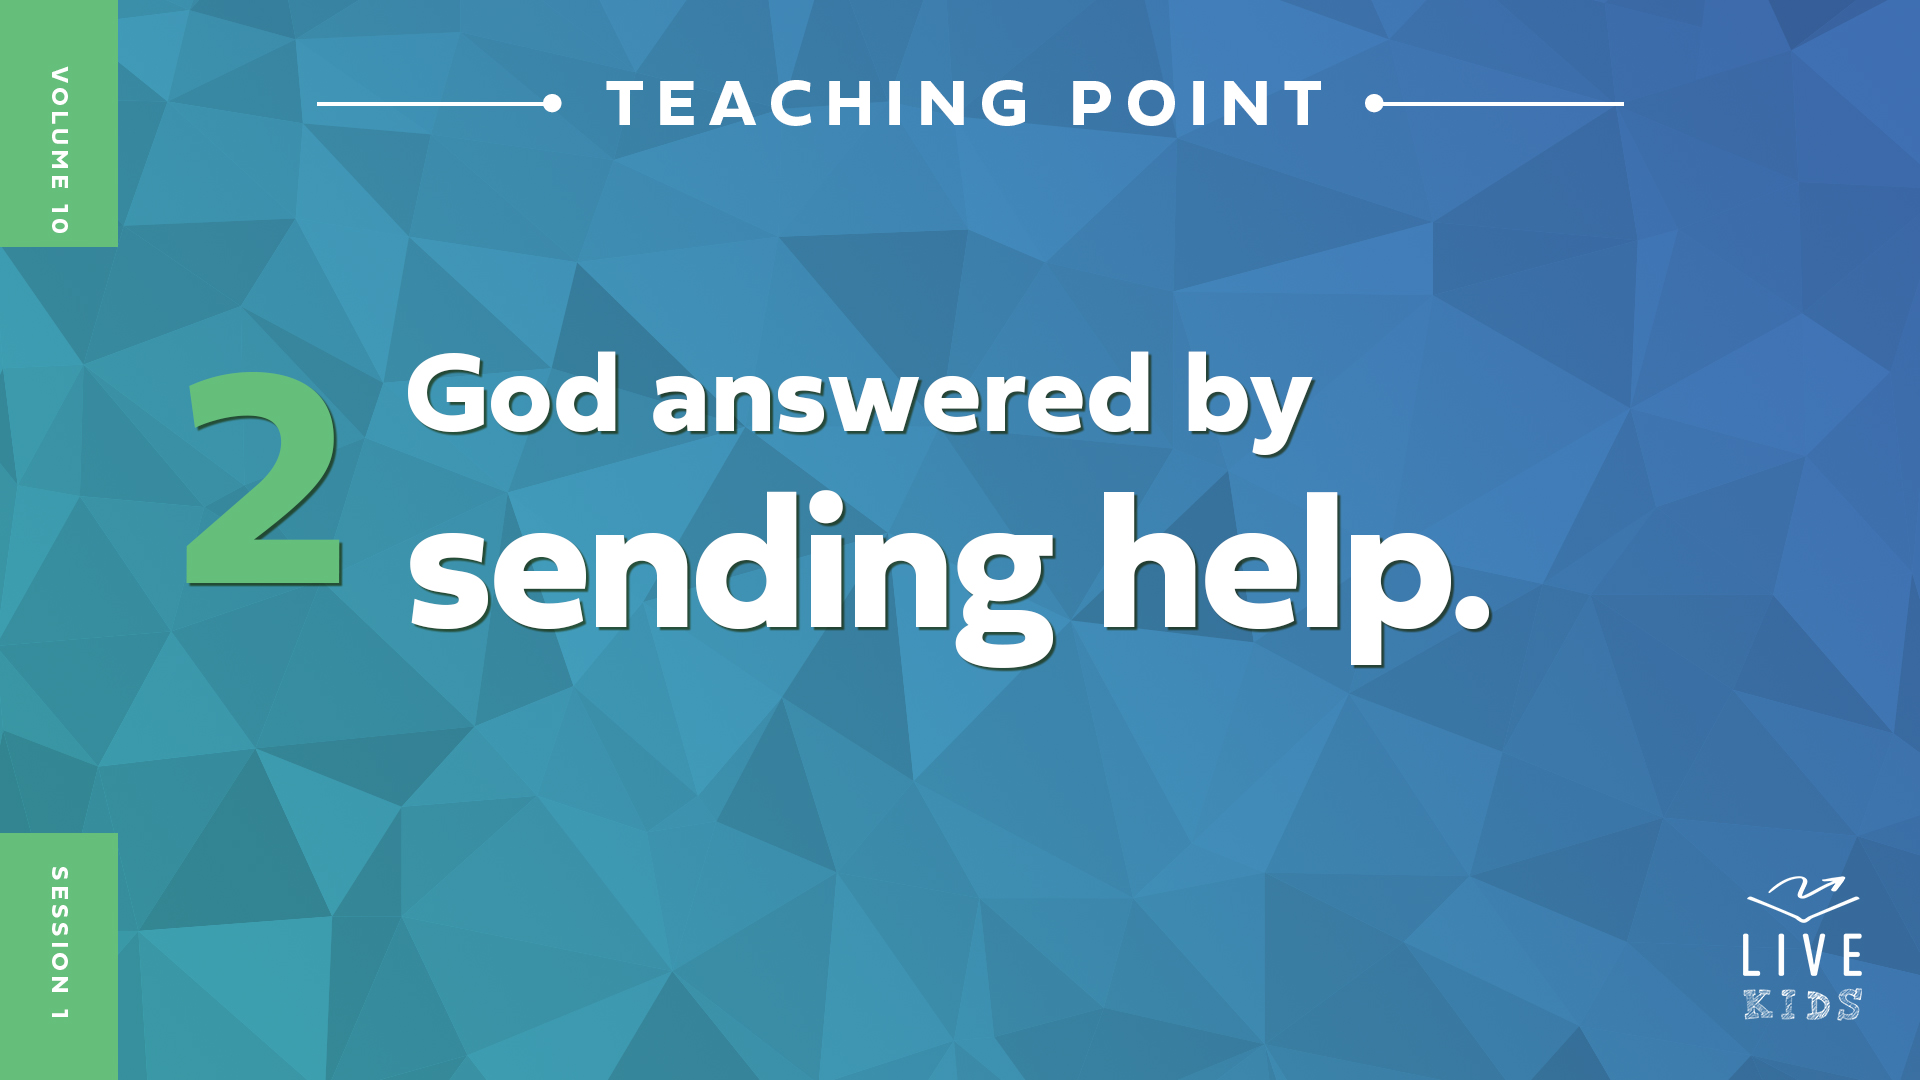 VOLUME 10
TEACHING POINT
2
God answered by
sending help.
SESSION 1
LIVE
KIDS